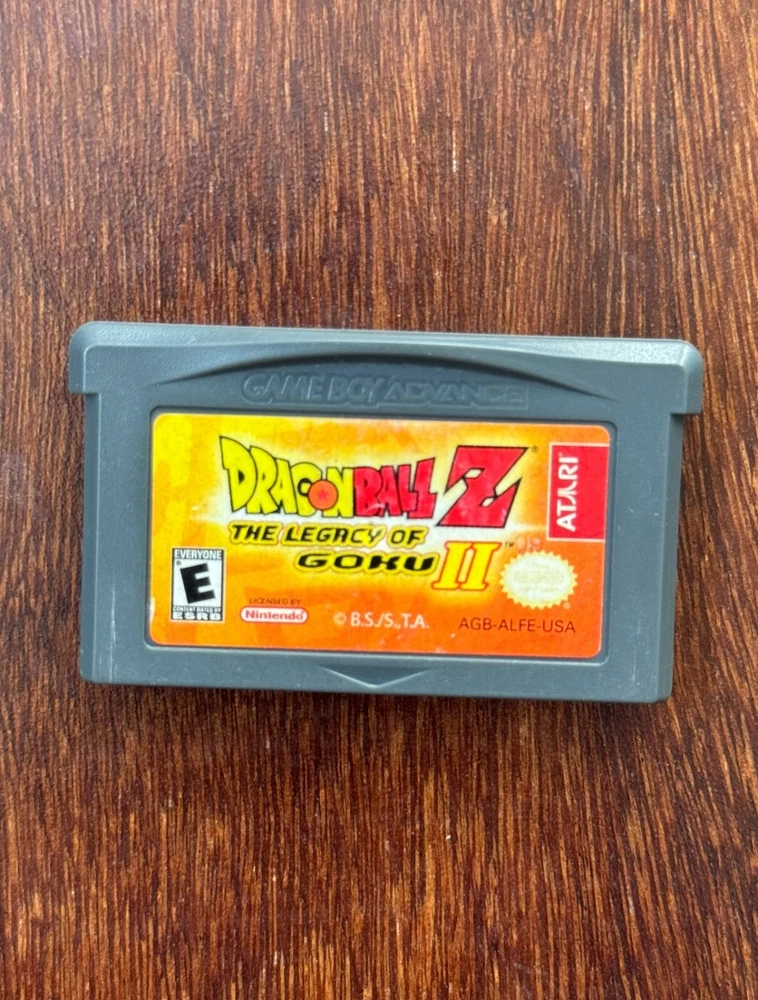 GAME BOY ADVANCE
DRAGON BALL Z
ATARI
THE LEGACY OF
GOKU II ™
EVERYONE
E
CONTENT RATED BY
ESRB
LICENSED BY
Nintendo
© B.S./S.,T.A.
AGB-ALFE-USA